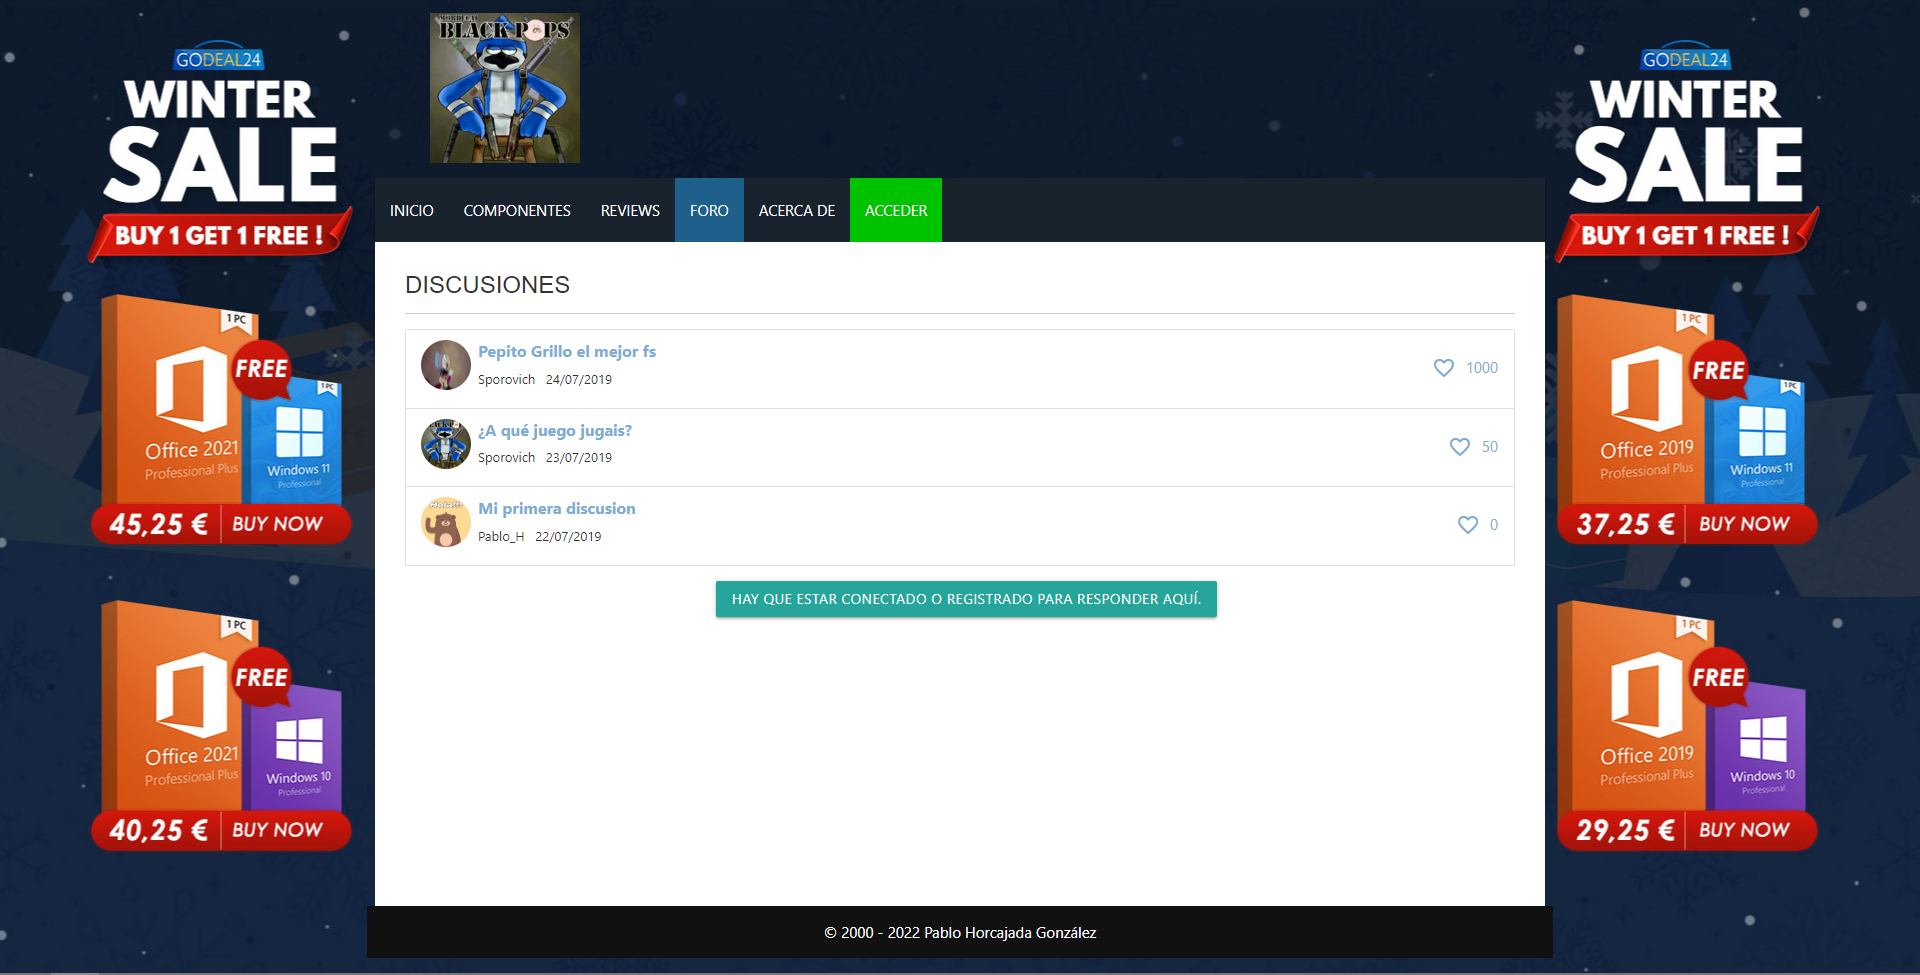 MORDECAI
BLACK POPS
INICIO
COMPONENTES
REVIEWS
FORO
ACERCA DE
ACCEDER
DISCUSIONES
Pepito Grillo el mejor fs
Sporovich 24/07/2019
1000
¿A qué juego jugais?
Sporovich 23/07/2019
50
Mi primera discusion
Pablo_H 22/07/2019
0
HAY QUE ESTAR CONECTADO O REGISTRADO PARA RESPONDER AQUÍ.
© 2000 - 2022 Pablo Horcajada González
GODEAL24
WINTER
SALE
BUY 1 GET 1 FREE !
1 PC
FREE
1 PC
Office 2021
Professional Plus
Windows 11
Professional
45,25 €
BUY NOW
1 PC
FREE
Office 2021
Professional Plus
Windows 10
Professional
40,25 €
BUY NOW
GODEAL24
WINTER
SALE
BUY 1 GET 1 FREE !
1 PC
FREE
1 PC
Office 2019
Professional Plus
Windows 11
Professional
37,25 €
BUY NOW
1 PC
FREE
Office 2019
Professional Plus
Windows 10
Professional
29,25 €
BUY NOW